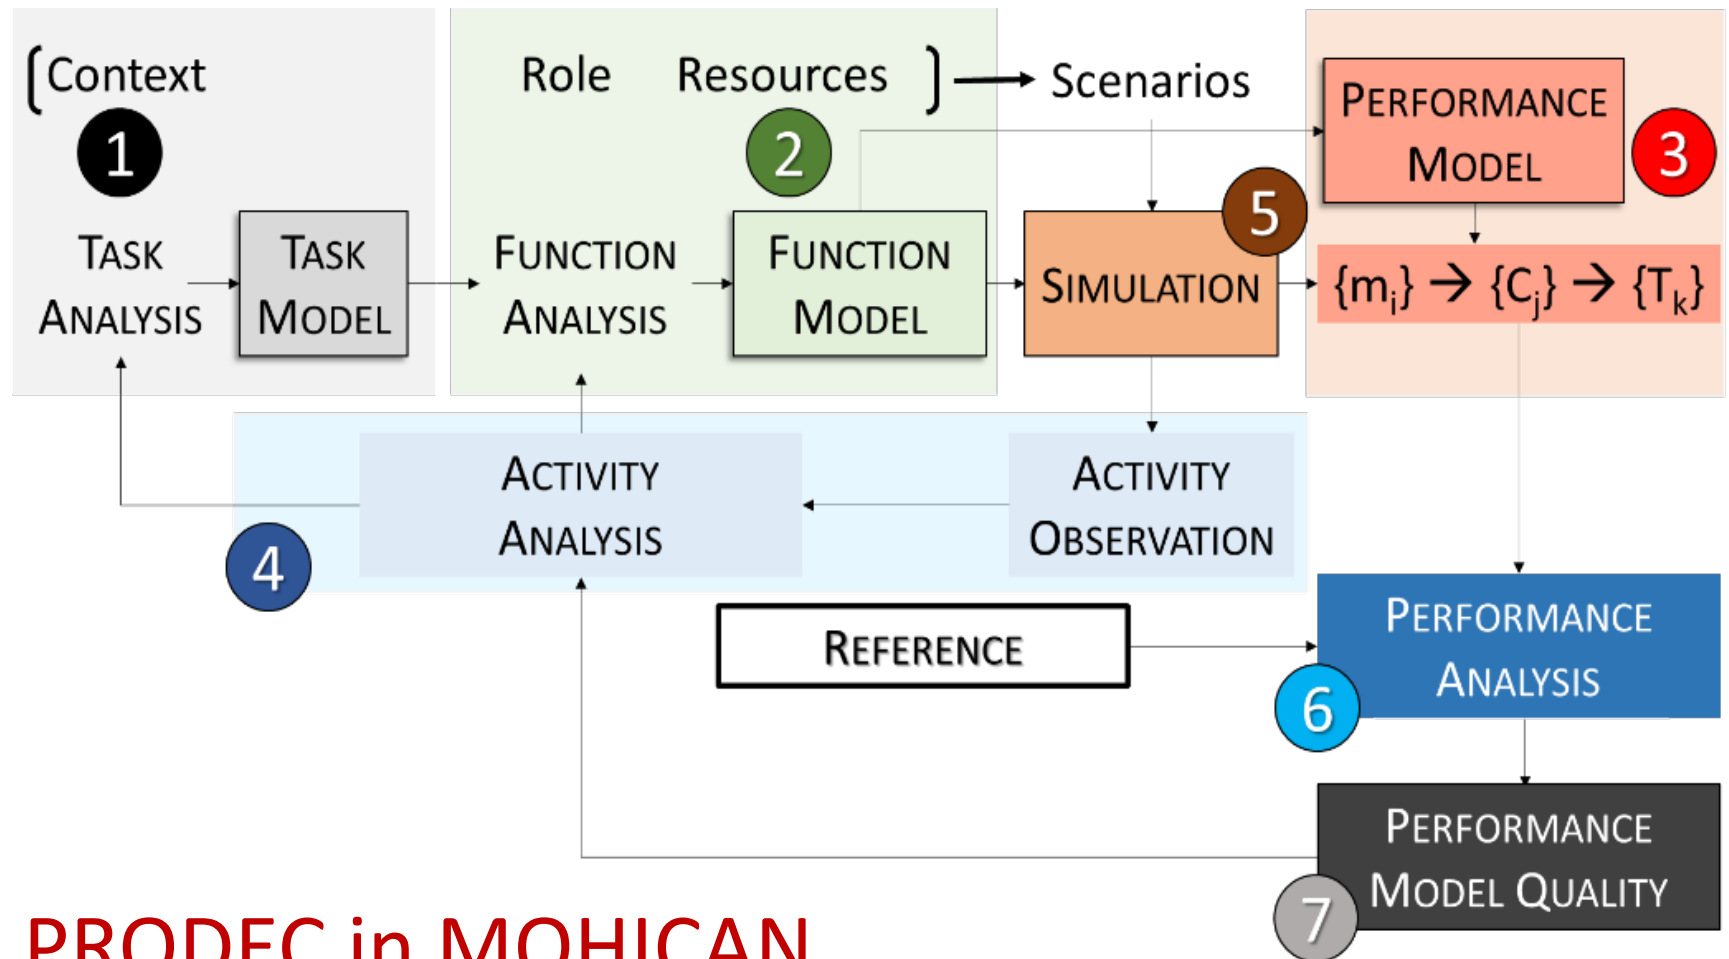 [Context
Role
Resources ]
Scenarios
1
2
PERFORMANCE
MODEL
3
TASK
ANALYSIS
TASK
MODEL
FUNCTION
ANALYSIS
FUNCTION
MODEL
5
SIMULATION
{mi} → {Cj} → {Tk}
ACTIVITY
ANALYSIS
ACTIVITY
OBSERVATION
4
REFERENCE
PERFORMANCE
ANALYSIS
6
PERFORMANCE
MODEL QUALITY
7
PRODEC in MOHICAN